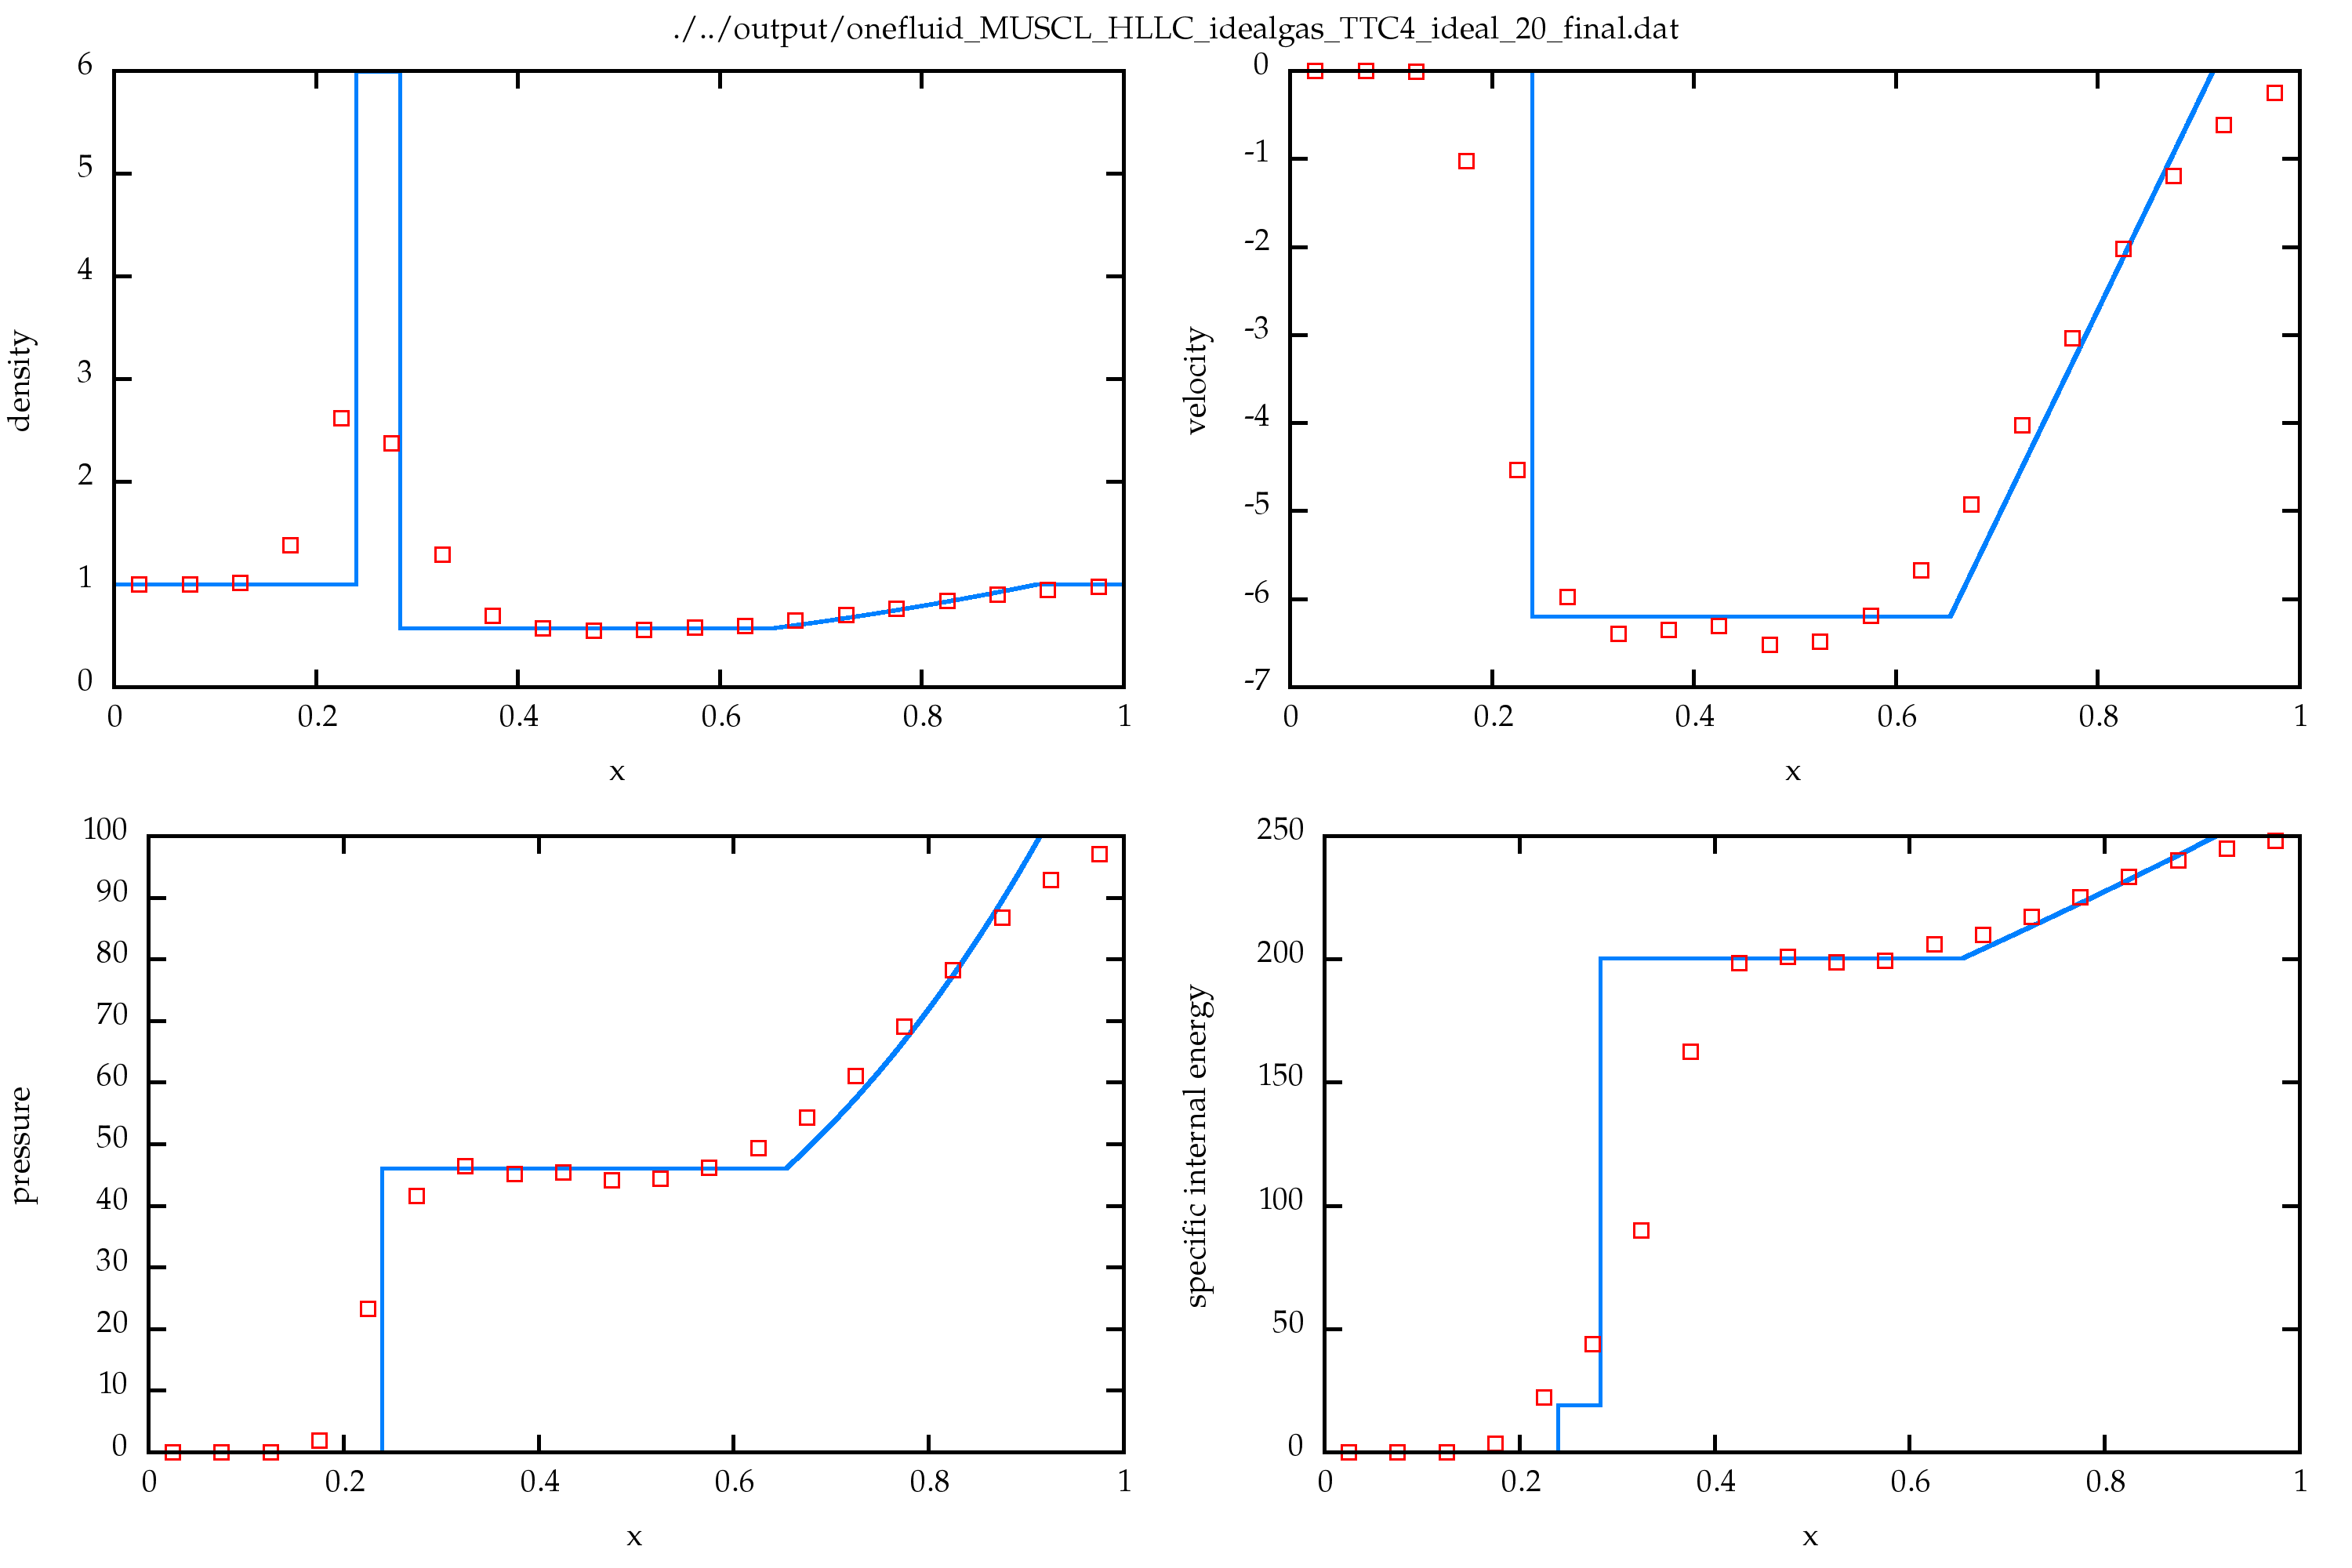 ./../output/onefluid_MUSCL_HLLC_idealgas_TTC4_ideal_20_final.dat
6
5
4
3
2
1
0
density
0 0.2 0.4 0.6 0.8 1
x
0
-1
-2
-3
-4
-5
-6
-7
velocity
0 0.2 0.4 0.6 0.8 1
x
100
90
80
70
60
50
40
30
20
10
0
pressure
0 0.2 0.4 0.6 0.8 1
x
250
200
150
100
50
0
specific internal energy
0 0.2 0.4 0.6 0.8 1
x